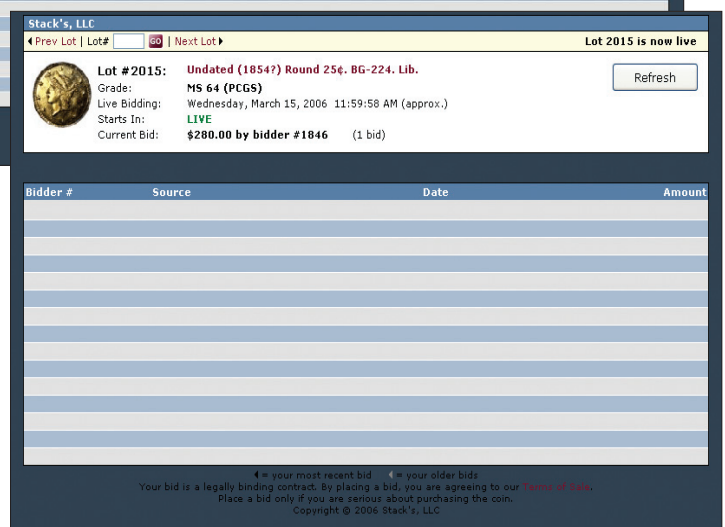 Stack's, LLC
Prev Lot | Lot# GO | Next Lot Lot 2015 is now live
Lot #2015: Undated (1854?) Round 25¢. BG-224. Lib.
Grade: MS 64 (PCGS)
Live Bidding: Wednesday, March 15, 2006 11:59:58 AM (approx.)
Starts In: LIVE
Current Bid: $280.00 by bidder #1846 (1 bid)
Refresh
Bidder # Source Date Amount
= your most recent bid = your older bids
Your bid is a legally binding contract. By placing a bid, you are agreeing to our Terms of Sale.
Place a bid only if you are serious about purchasing the coin.
Copyright © 2006 Stack's, LLC